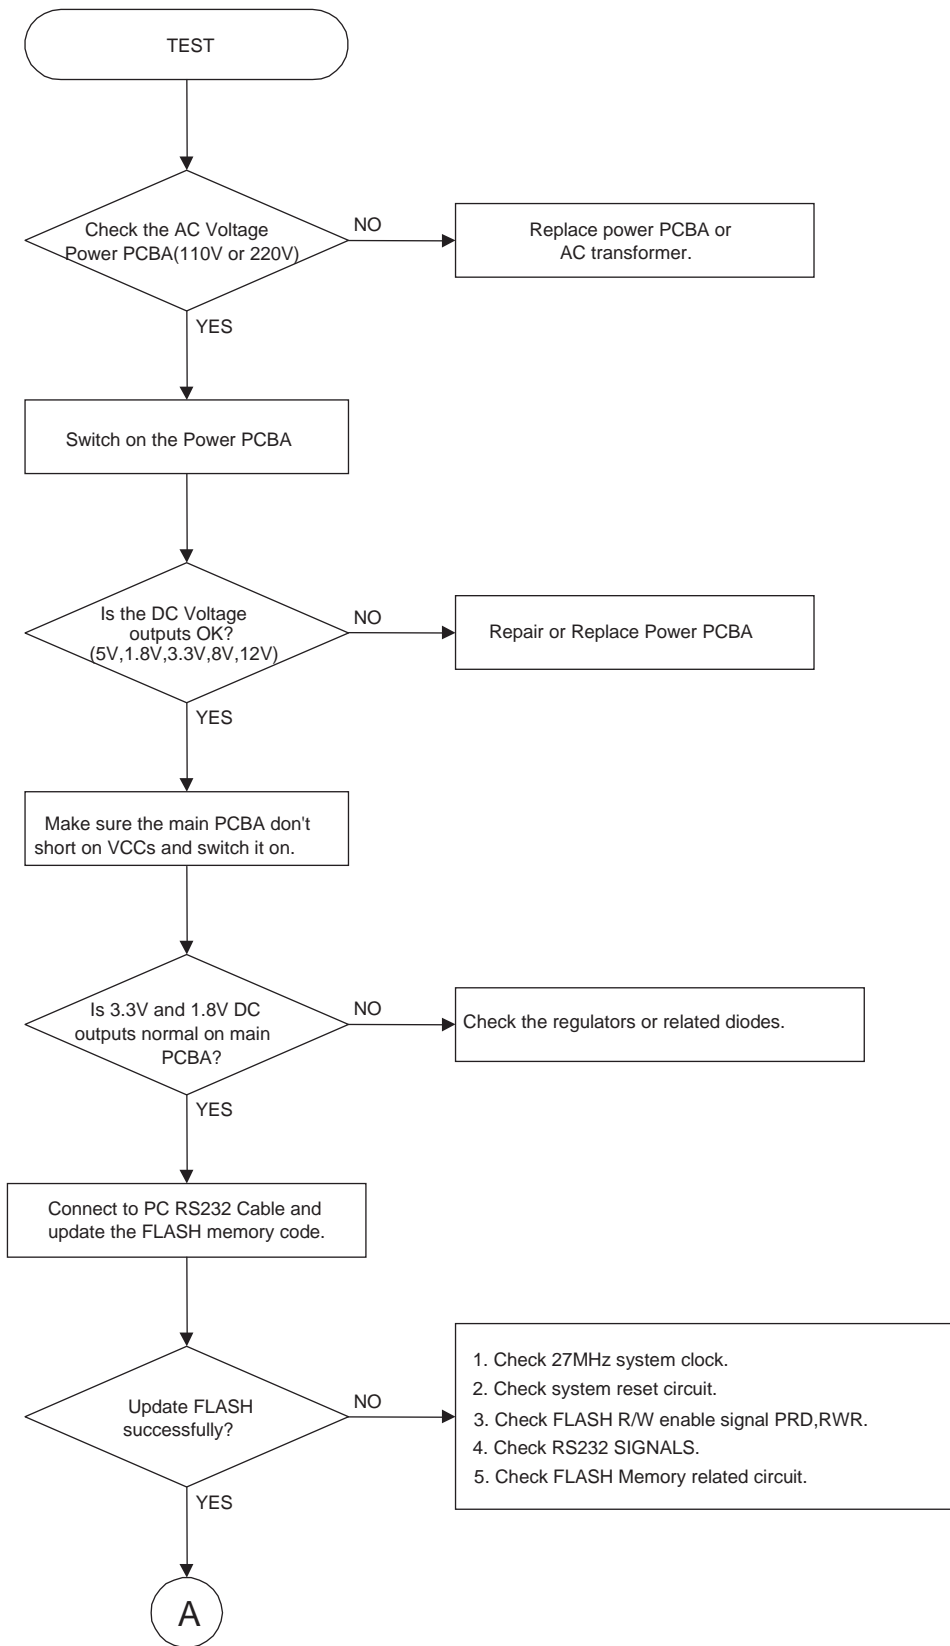 TEST
Check the AC Voltage
Power PCBA(110V or 220V)
NO
Replace power PCBA or
AC transformer.
YES
Switch on the Power PCBA
Is the DC Voltage
outputs OK?
(5V,1.8V,3.3V,8V,12V)
NO
Repair or Replace Power PCBA
YES
Make sure the main PCBA don't
short on VCCs and switch it on.
Is 3.3V and 1.8V DC
outputs normal on main
PCBA?
NO
Check the regulators or related diodes.
YES
Connect to PC RS232 Cable and
update the FLASH memory code.
Update FLASH
successfully?
NO
1. Check 27MHz system clock.
2. Check system reset circuit.
3. Check FLASH R/W enable signal PRD,RWR.
4. Check RS232 SIGNALS.
5. Check FLASH Memory related circuit.
YES
A